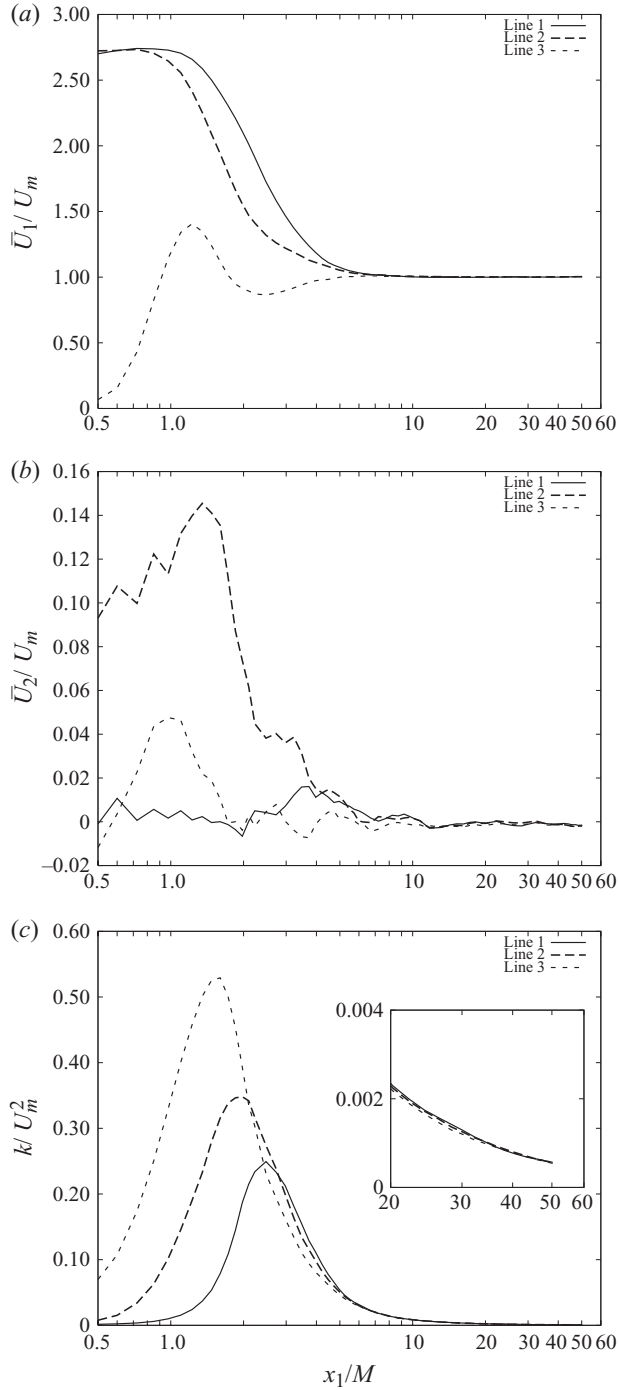 (a)
3.00
2.50
2.00
1.50
1.00
0.50
0
Ū1 / Um
Line 1
Line 2
Line 3
0.5 1.0 10 20 30 40 50 60
(b)
0.16
0.14
0.12
0.10
0.08
0.06
0.04
0.02
0
–0.02
Ū2 / Um
Line 1
Line 2
Line 3
0.5 1.0 10 20 30 40 50 60
(c)
0.60
0.50
0.40
0.30
0.20
0.10
0
k / U²m
Line 1
Line 2
Line 3
0.004
0.002
0
20 30 40 50 60
0.5 1.0 10 20 30 40 50 60
x1/M